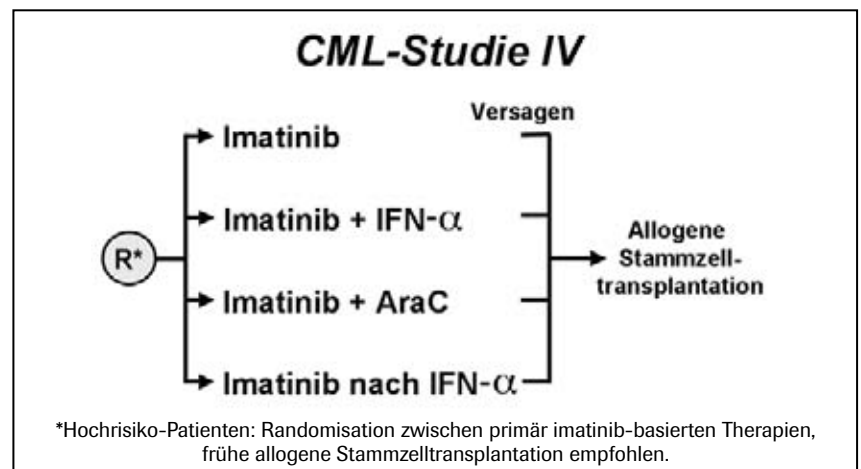 CML-Studie IV
Versagen
Imatinib
Imatinib + IFN-α
R*
Imatinib + AraC
Imatinib nach IFN-α
Allogene
Stammzell-
transplantation
*Hochrisiko-Patienten: Randomisation zwischen primär imatinib-basierten Therapien,
frühe allogene Stammzelltransplantation empfohlen.